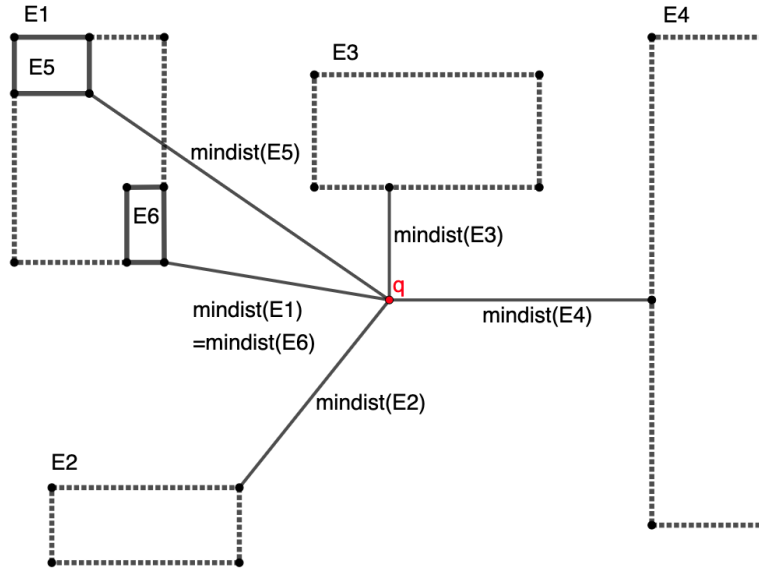 E1
E4
E3
E5
mindist(E5)
E6
mindist(E3)
q
mindist(E1)
=mindist(E6)
mindist(E4)
mindist(E2)
E2